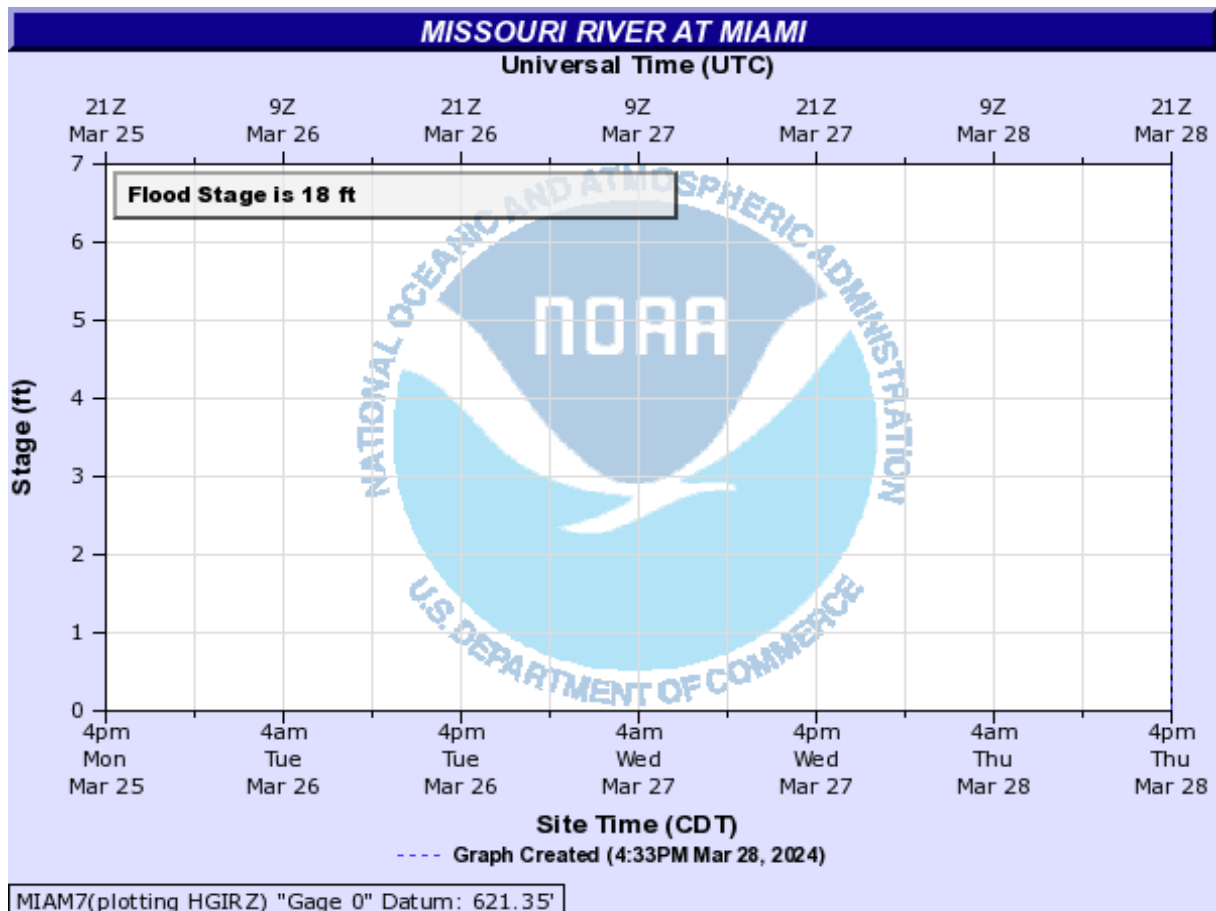 MISSOURI RIVER AT MIAMI
Universal Time (UTC)
21Z 9Z 21Z 9Z 21Z 9Z 21Z
Mar 25 Mar 26 Mar 26 Mar 27 Mar 27 Mar 28 Mar 28
7
Flood Stage is 18 ft
NATIONAL OCEANIC AND ATMOSPHERIC ADMINISTRATION
6
5
NOAA
4
Stage (ft)
3
2
1
U.S. DEPARTMENT OF COMMERCE
0
4pm 4am 4pm 4am 4pm 4am 4pm
Mon Tue Tue Wed Wed Thu Thu
Mar 25 Mar 26 Mar 26 Mar 27 Mar 27 Mar 28 Mar 28
Site Time (CDT)
Graph Created (4:33PM Mar 28, 2024)
MIAM7(plotting HGIRZ) "Gage 0" Datum: 621.35'